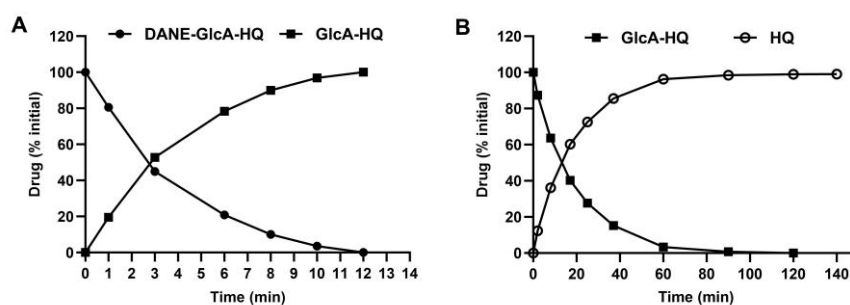 A
DANE-GlcA-HQ
GlcA-HQ
Drug (% initial)
120
100
80
60
40
20
0
0 1 3 4 6 7 8 9 10 11 12 13 14
Time (min)
B
GlcA-HQ
HQ
Drug (% initial)
120
100
80
60
40
20
0
0 20 40 60 80 100 120 140
Time (min)